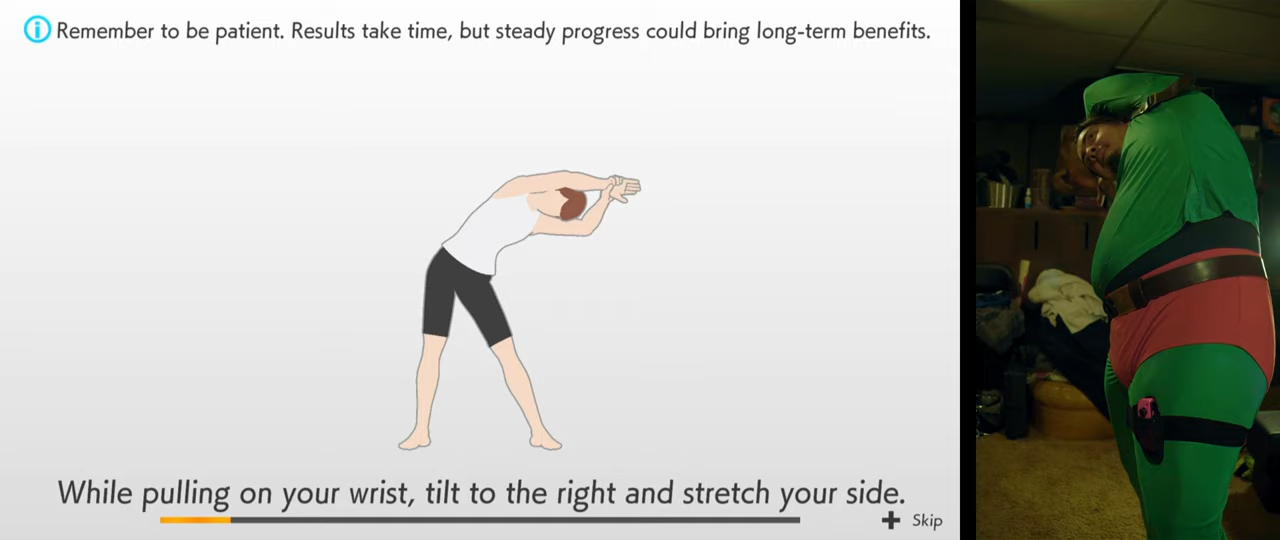 Remember to be patient. Results take time, but steady progress could bring long-term benefits.
While pulling on your wrist, tilt to the right and stretch your side.
Skip